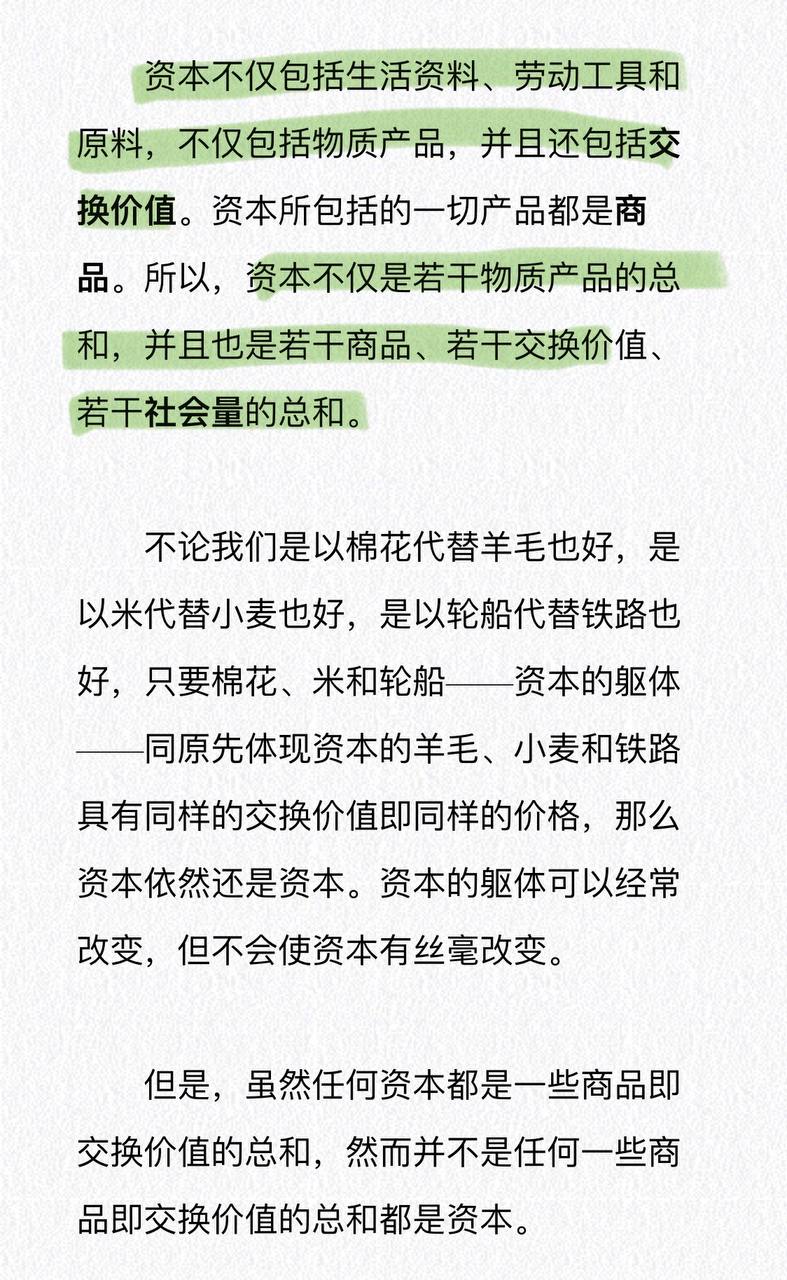 资本不仅包括生活资料、劳动工具和
原料，不仅包括物质产品，并且还包括交
换价值。资本所包括的一切产品都是商
品。所以，资本不仅是若干物质产品的总
和，并且也是若干商品、若干交换价值、
若干社会量的总和。
不论我们是以棉花代替羊毛也好，是
以米代替小麦也好，是以轮船代替铁路也
好，只要棉花、米和轮船——资本的躯体
——同原先体现资本的羊毛、小麦和铁路
具有同样的交换价值即同样的价格，那么
资本依然还是资本。资本的躯体可以经常
改变，但不会使资本有丝毫改变。
但是，虽然任何资本都是一些商品即
交换价值的总和，然而并不是任何一些商
品即交换价值的总和都是资本。